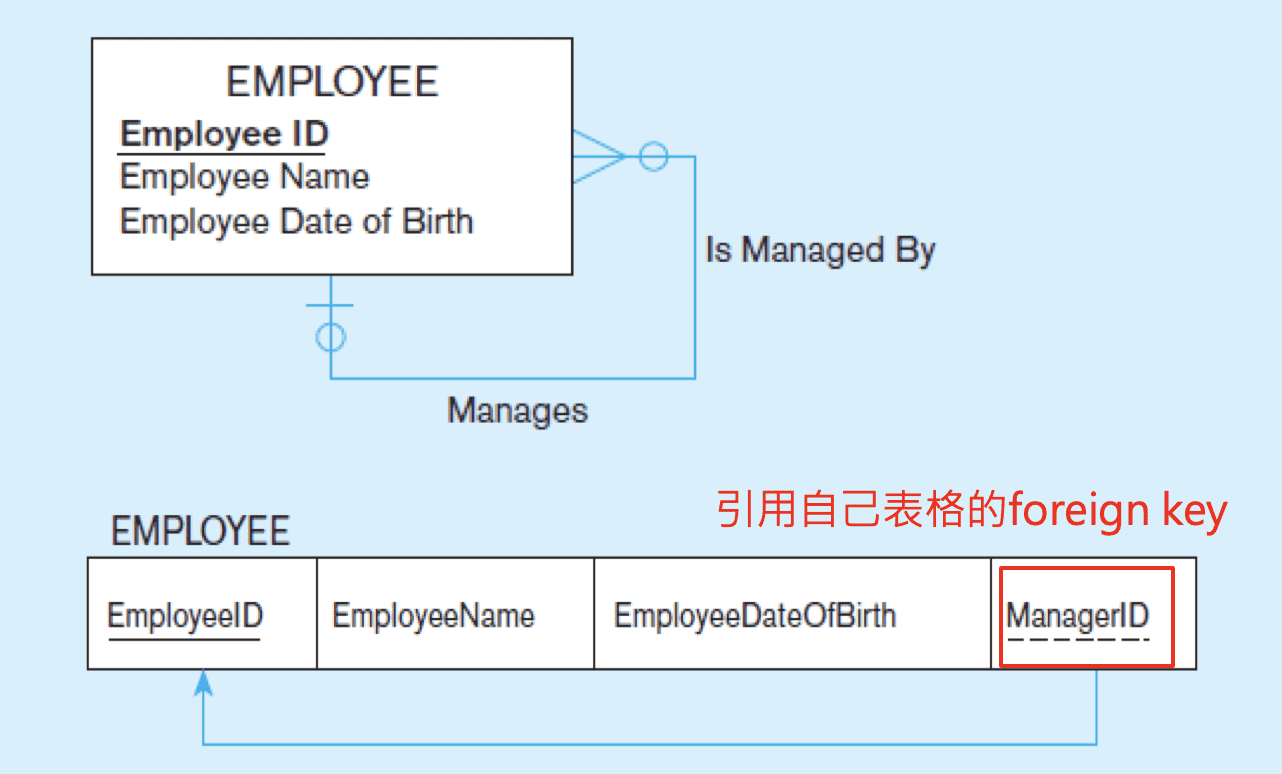 EMPLOYEE
Employee ID
Employee Name
Employee Date of Birth
Is Managed By
Manages
引用自己表格的foreign key
EMPLOYEE
EmployeeID EmployeeName EmployeeDateOfBirth ManagerID